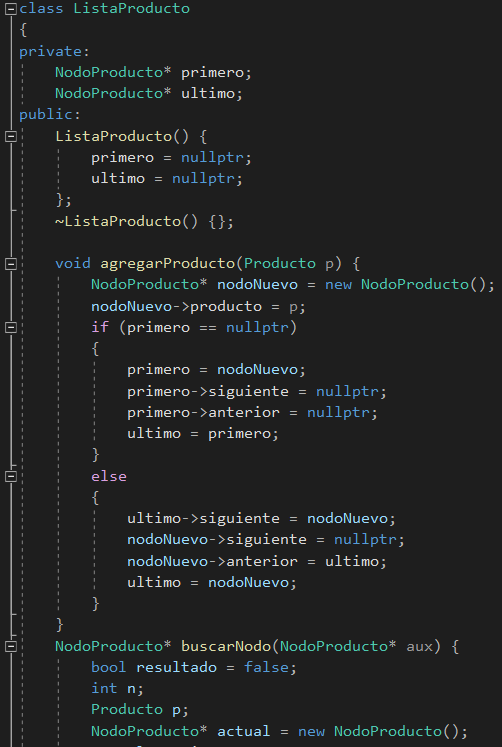 class ListaProducto
{
private:
NodoProducto* primero;
NodoProducto* ultimo;
public:
ListaProducto() {
primero = nullptr;
ultimo = nullptr;
};
~ListaProducto() {};
void agregarProducto(Producto p) {
NodoProducto* nodoNuevo = new NodoProducto();
nodoNuevo->producto = p;
if (primero == nullptr)
{
primero = nodoNuevo;
primero->siguiente = nullptr;
primero->anterior = nullptr;
ultimo = primero;
}
else
{
ultimo->siguiente = nodoNuevo;
nodoNuevo->siguiente = nullptr;
nodoNuevo->anterior = ultimo;
ultimo = nodoNuevo;
}
}
NodoProducto* buscarNodo(NodoProducto* aux) {
bool resultado = false;
int n;
Producto p;
NodoProducto* actual = new NodoProducto();